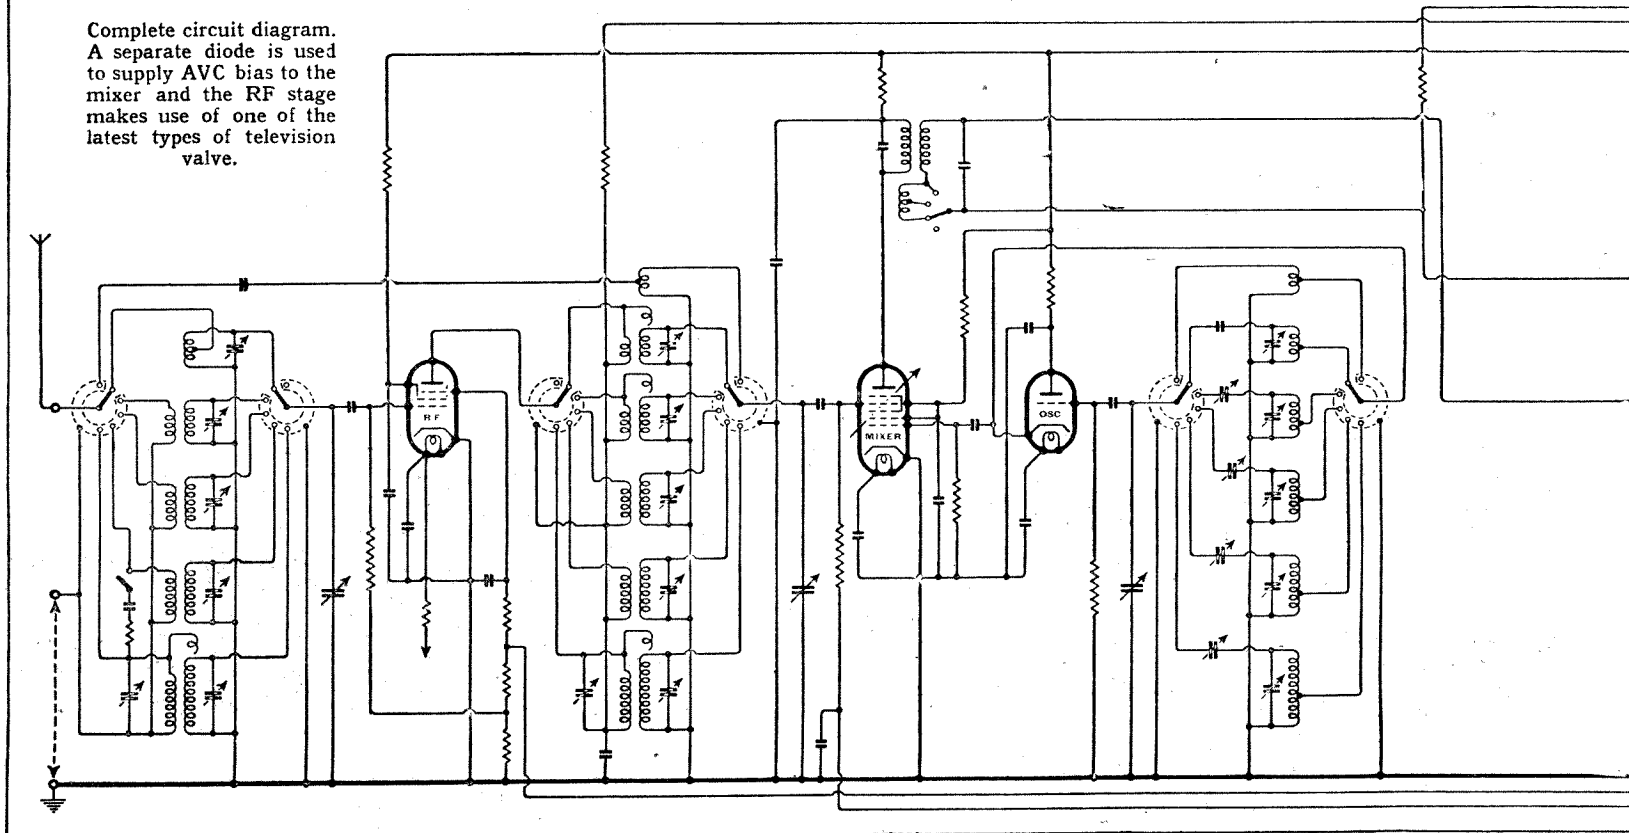 Complete circuit diagram.
A separate diode is used
to supply AVC bias to the
mixer and the RF stage
makes use of one of the
latest types of television
valve.
RF
MIXER
OSC